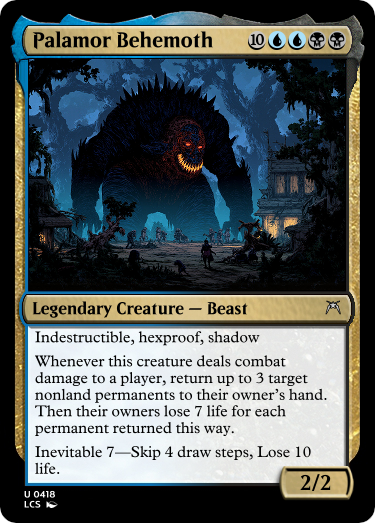 Palamor Behemoth 10
Legendary Creature — Beast
Indestructible, hexproof, shadow
Whenever this creature deals combat
damage to a player, return up to 3 target
nonland permanents to their owner's hand.
Then their owners lose 7 life for each
permanent returned this way.
Inevitable 7—Skip 4 draw steps, Lose 10
life.
2/2
U 0418
LCS